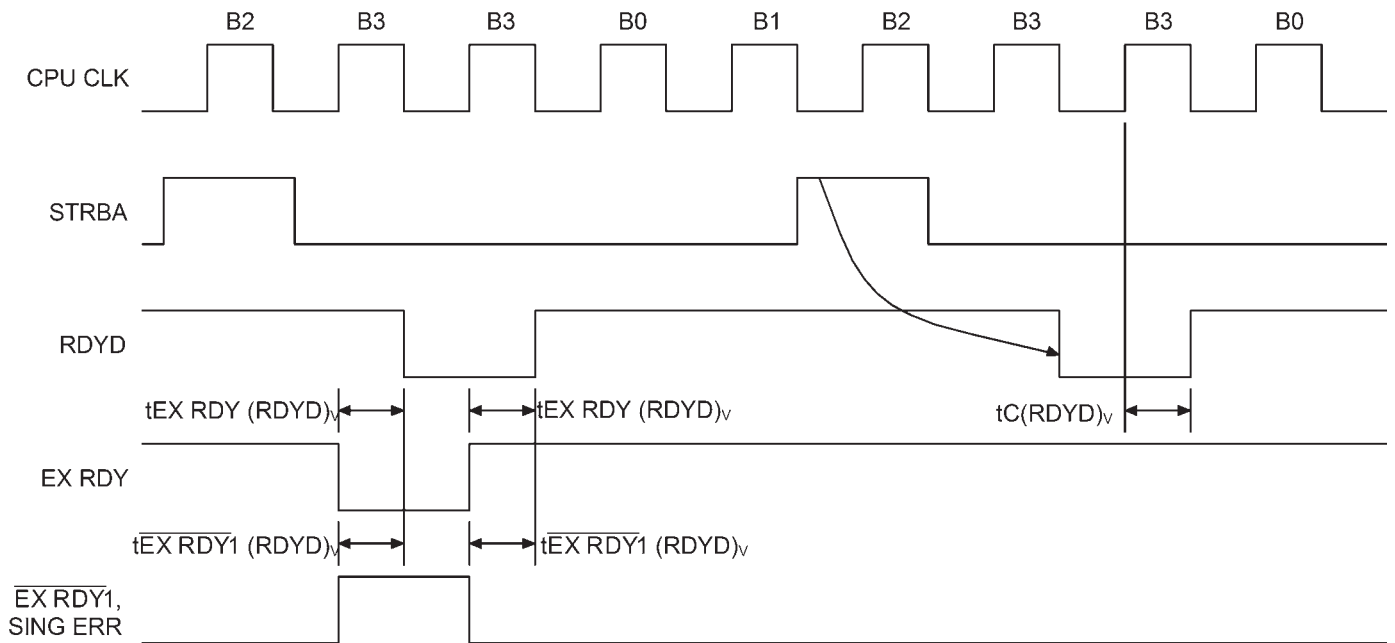 B2 B3 B3 B0 B1 B2 B3 B3 B0
CPU CLK
STRBA
RDYD
tEX RDY (RDYD)V tEX RDY (RDYD)V tC(RDYD)V
EX RDY
tEX RDY1 (RDYD)V tEX RDY1 (RDYD)V
EX RDY1,
SING ERR